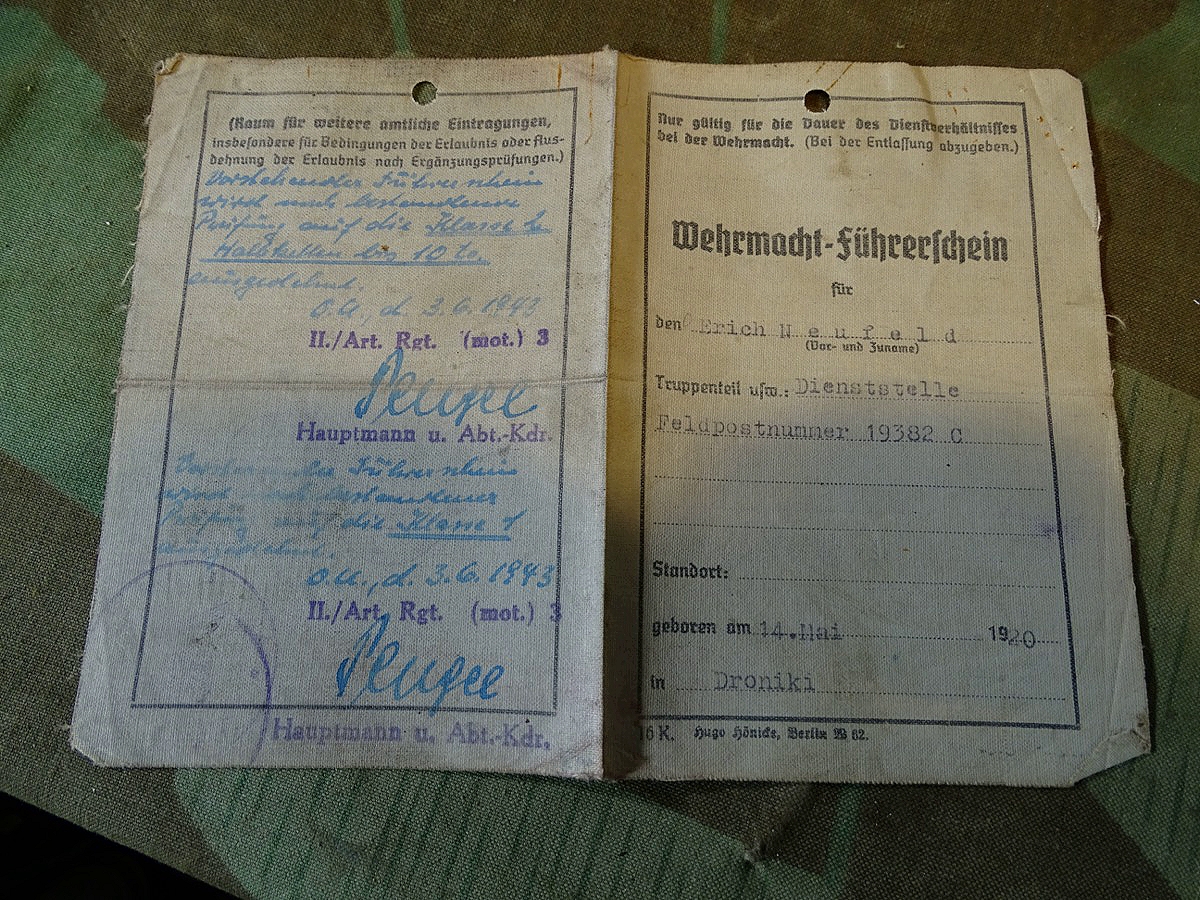 (Raum für weitere amtliche Eintragungen,
insbesondere für Bedingungen der Erlaubnis oder Aus-
dehnung der Erlaubnis nach Ergänzungsprüfungen.)
Vorstehender Führerschein
wird nach bestandener
Prüfung auf die Klasse
Halbketten bis 10 to.
ausgedehnt.
O.U., d. 3.6.1943
II./Art. Rgt. (mot.) 3
Hauptmann u. Abt.-Kdr.
Vorstehender Führerschein
wird nach bestandener
Prüfung auf die Klasse 1
ausgedehnt.
O.U., d. 3.6.1943
II./Art. Rgt. (mot.) 3
Hauptmann u. Abt.-Kdr.
Nur gültig für die Dauer des Dienstverhältnisses
bei der Wehrmacht. (Bei der Entlassung abzugeben.)
Wehrmacht-Führerschein
für
den Erich Neufeld
(Vor- und Zuname)
Truppenteil usw.: Dienststelle
Feldpostnummer 19382 C
Standort:
geboren am 14.Mai 1920
in Droniki
16 K. Hugo Hönicke, Berlin W 62.